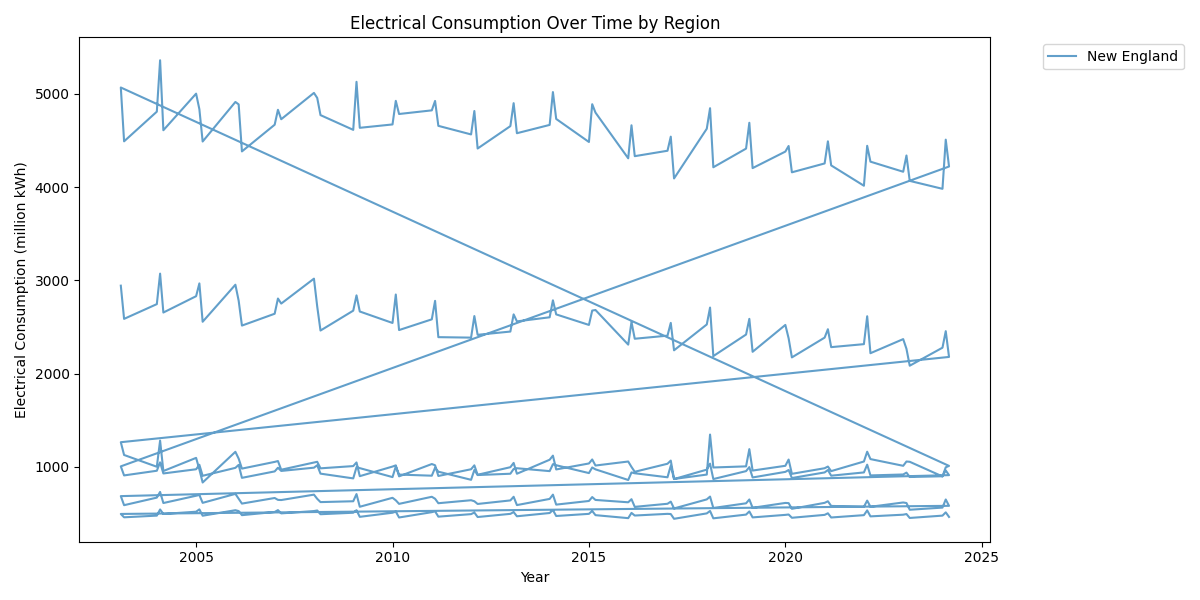 Electrical Consumption Over Time by Region
New England
Electrical Consumption (million kWh)
5000
4000
3000
2000
1000
2005
2010
2015
2020
2025
Year